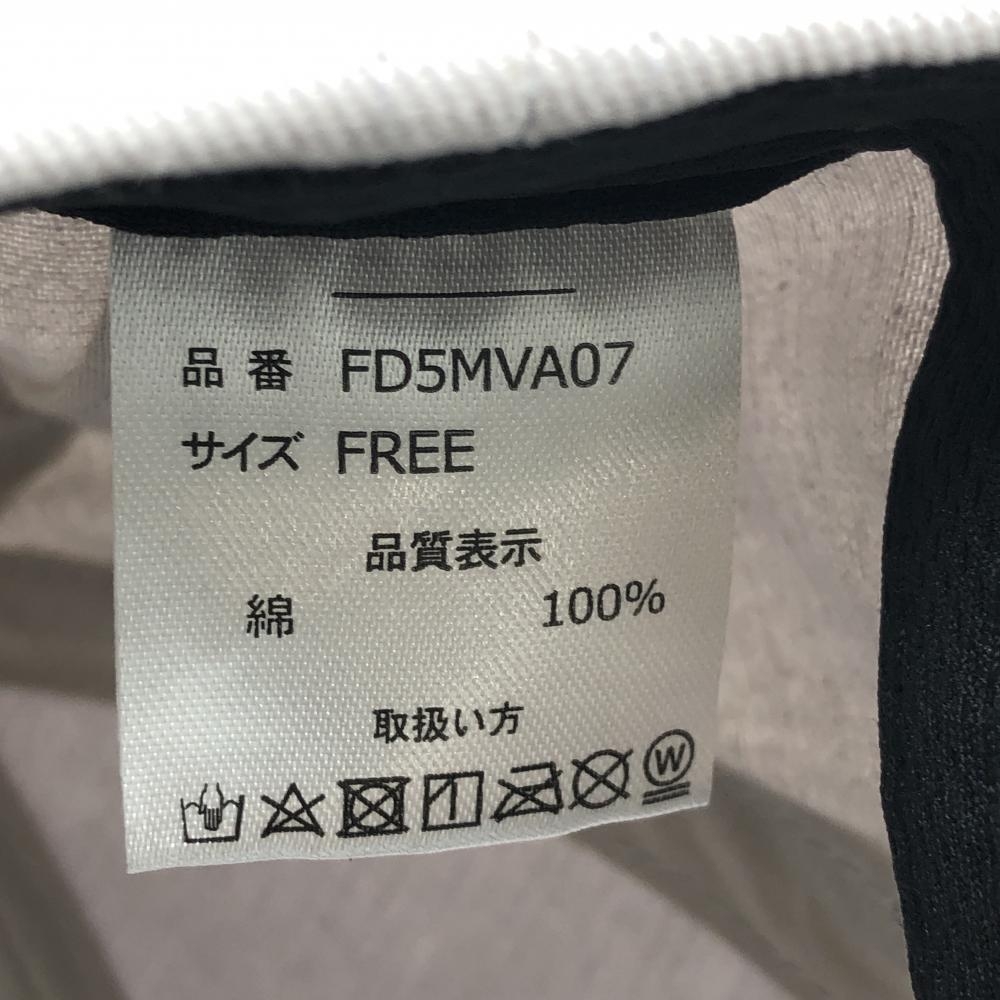 品番 FD5MVA07
サイズ FREE
品質表示
綿 100%
取扱い方
W